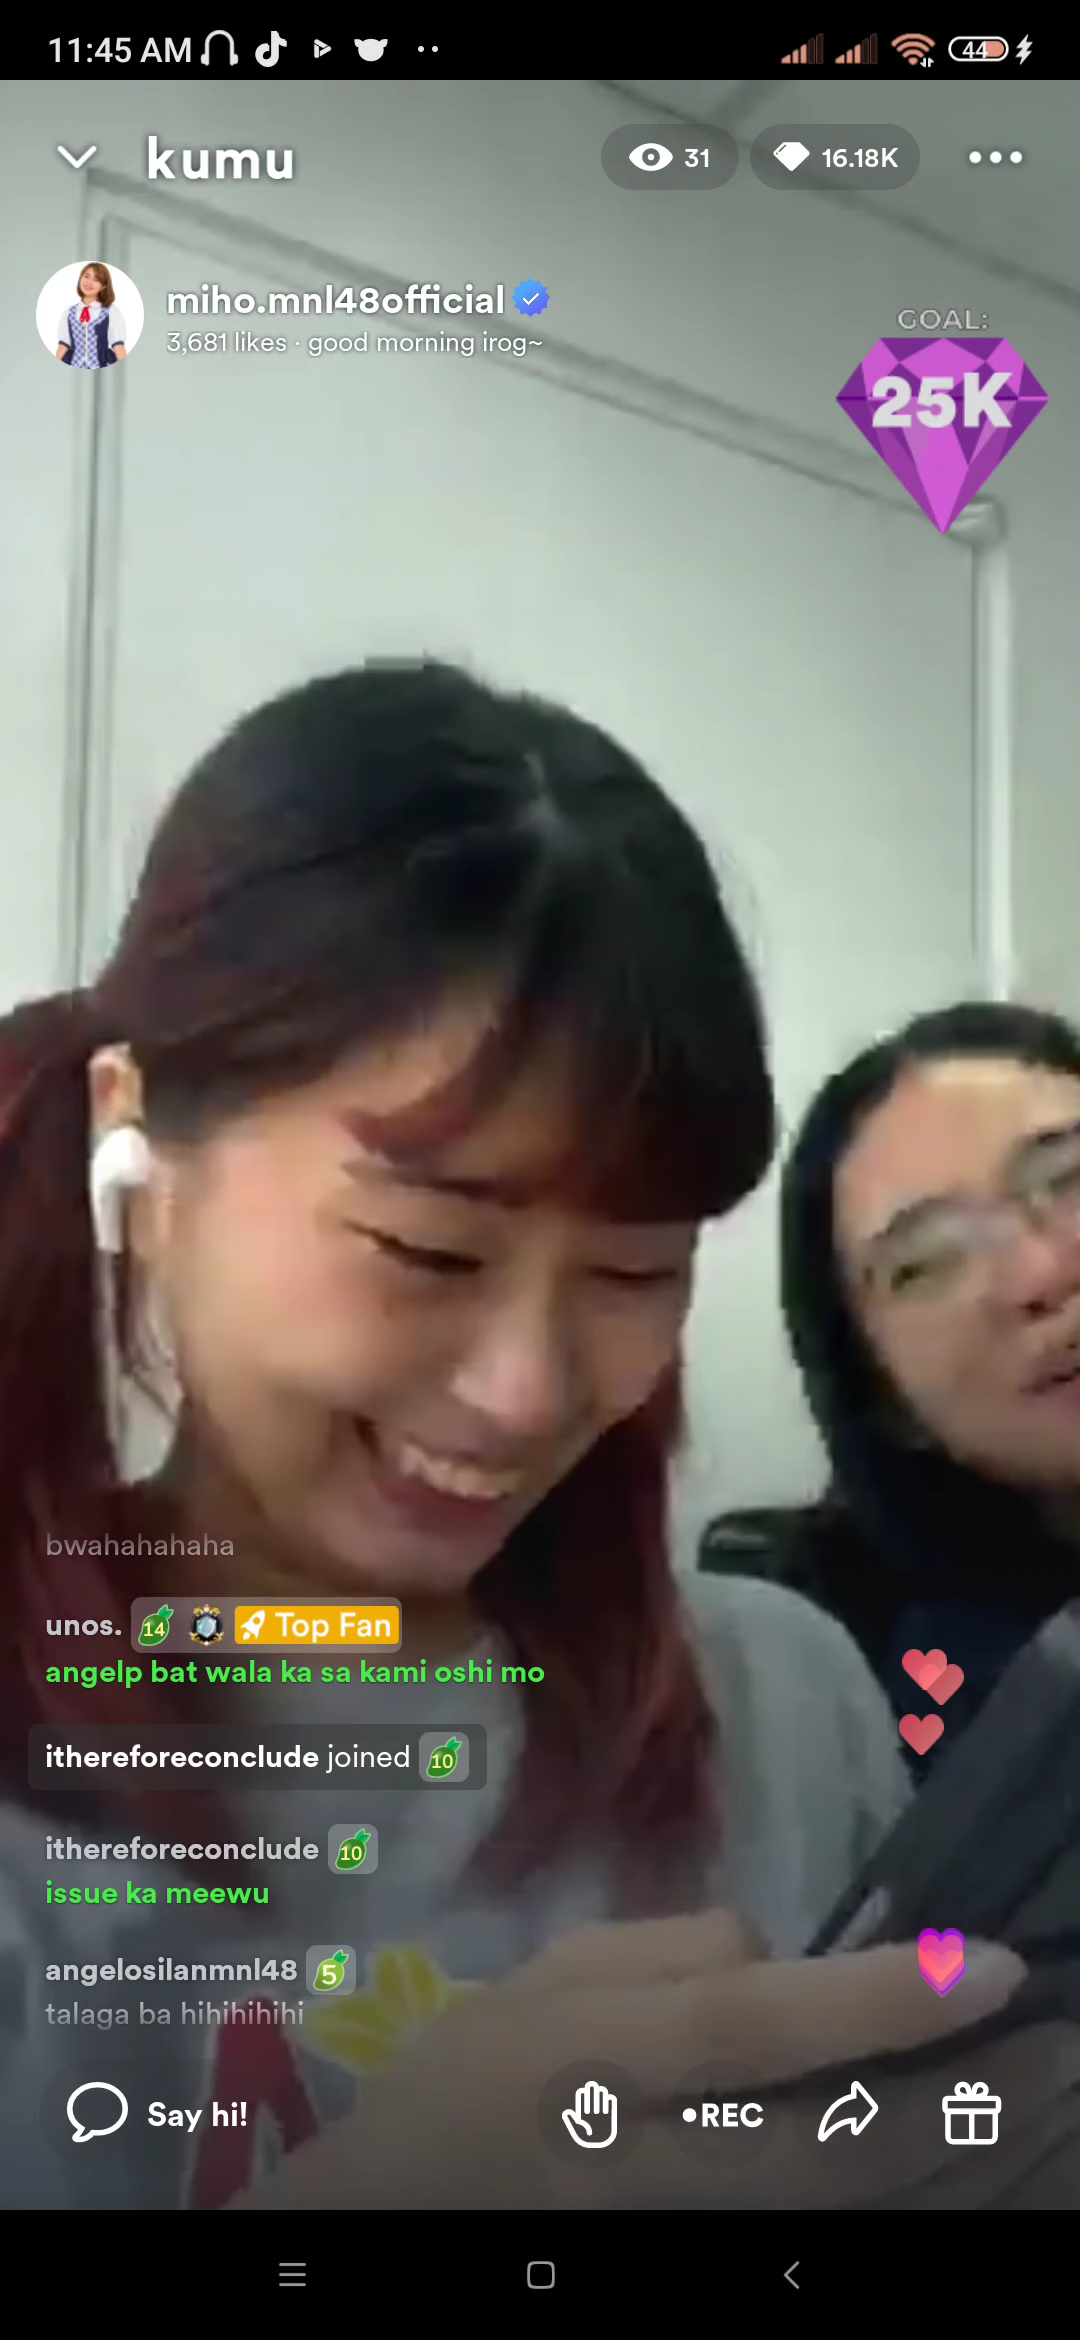 11:45 AM
44
kumu
31
16.18K
miho.mnl48official
3,681 likes · good morning irog~
GOAL:
25K
bwahahahaha
unos. 14 Top Fan
angelp bat wala ka sa kami oshi mo
ithereforeconclude joined 10
ithereforeconclude 10
issue ka meewu
angelosilanmnl48 5
talaga ba hihihihihi
Say hi!
•REC